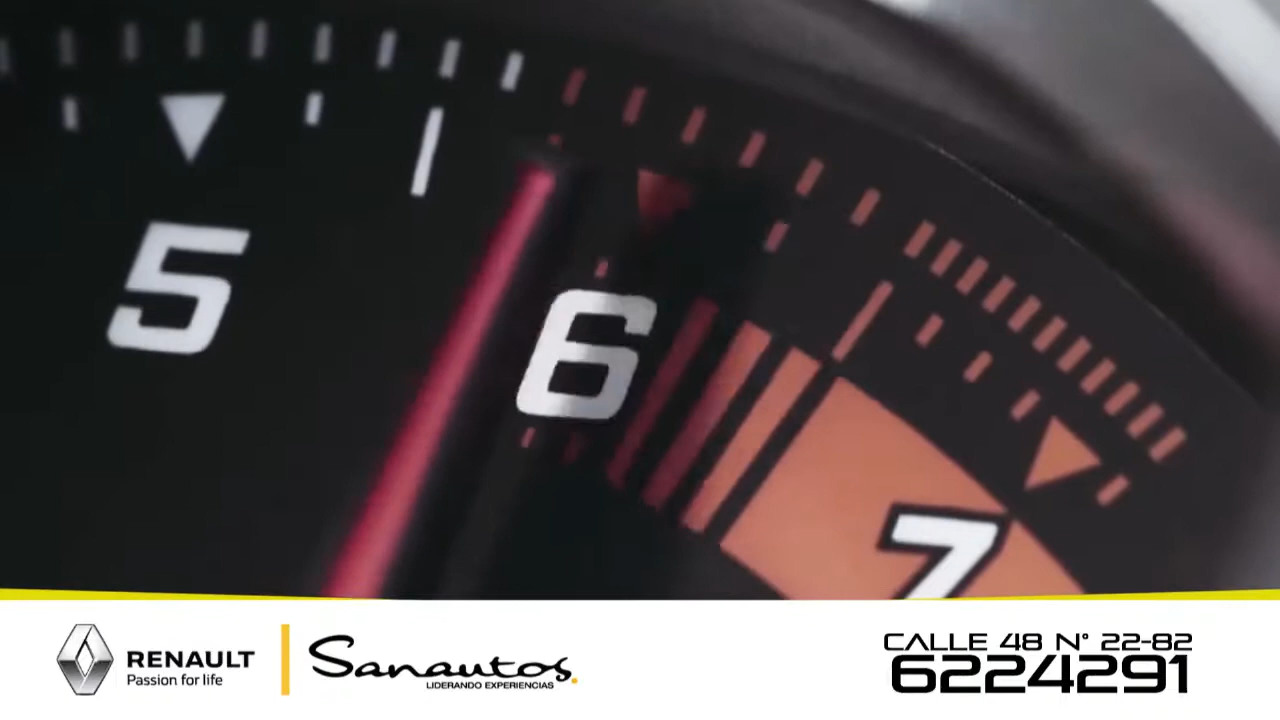 5
6
7
RENAULT
Passion for life
Sanautos
LIDERANDO EXPERIENCIAS
CALLE 48 N° 22-82
6224291